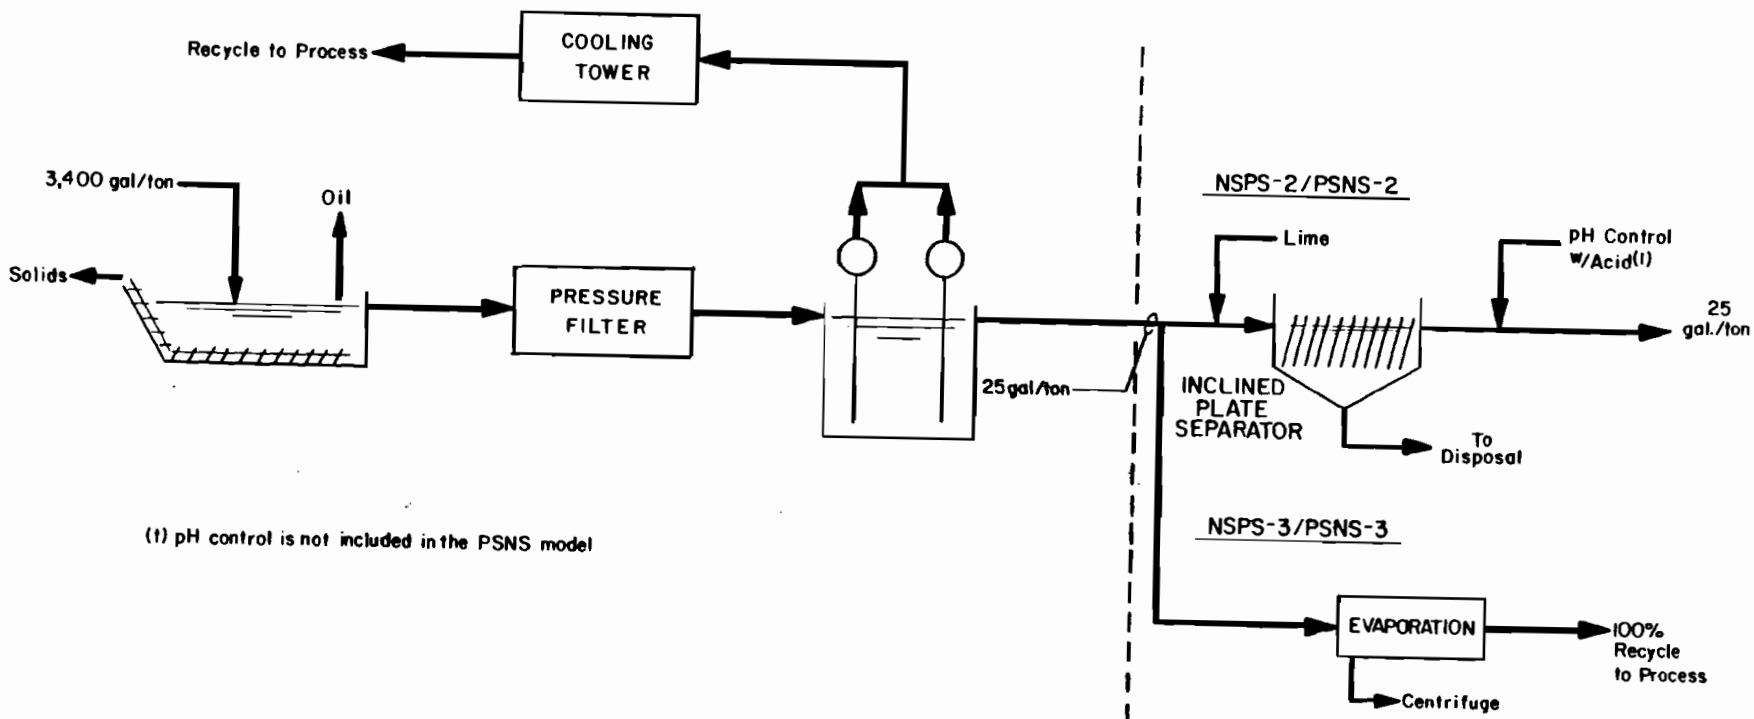 COOLING
TOWER
Recycle to Process
3,400 gal/ton
Oil
Solids
PRESSURE
FILTER
25 gal/ton
NSPS-2/PSNS-2
Lime
pH Control
w/Acid(1)
25
gal./ton
INCLINED
PLATE
SEPARATOR
To
Disposal
(1) pH control is not included in the PSNS model
NSPS-3/PSNS-3
EVAPORATION
100%
Recycle
to Process
Centrifuge